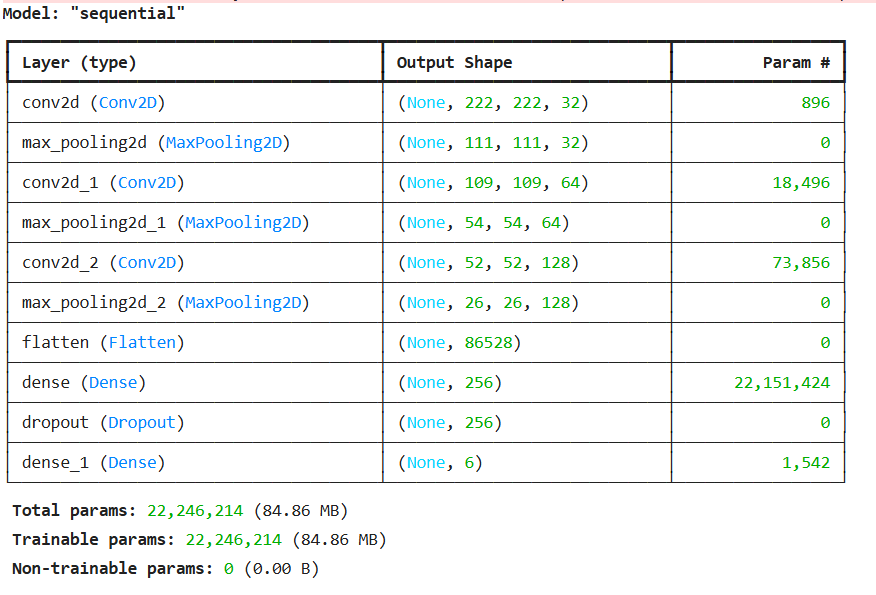 Model: "sequential"
Layer (type) Output Shape Param #
conv2d (Conv2D) (None, 222, 222, 32) 896
max_pooling2d (MaxPooling2D) (None, 111, 111, 32) 0
conv2d_1 (Conv2D) (None, 109, 109, 64) 18,496
max_pooling2d_1 (MaxPooling2D) (None, 54, 54, 64) 0
conv2d_2 (Conv2D) (None, 52, 52, 128) 73,856
max_pooling2d_2 (MaxPooling2D) (None, 26, 26, 128) 0
flatten (Flatten) (None, 86528) 0
dense (Dense) (None, 256) 22,151,424
dropout (Dropout) (None, 256) 0
dense_1 (Dense) (None, 6) 1,542
Total params: 22,246,214 (84.86 MB)
Trainable params: 22,246,214 (84.86 MB)
Non-trainable params: 0 (0.00 B)